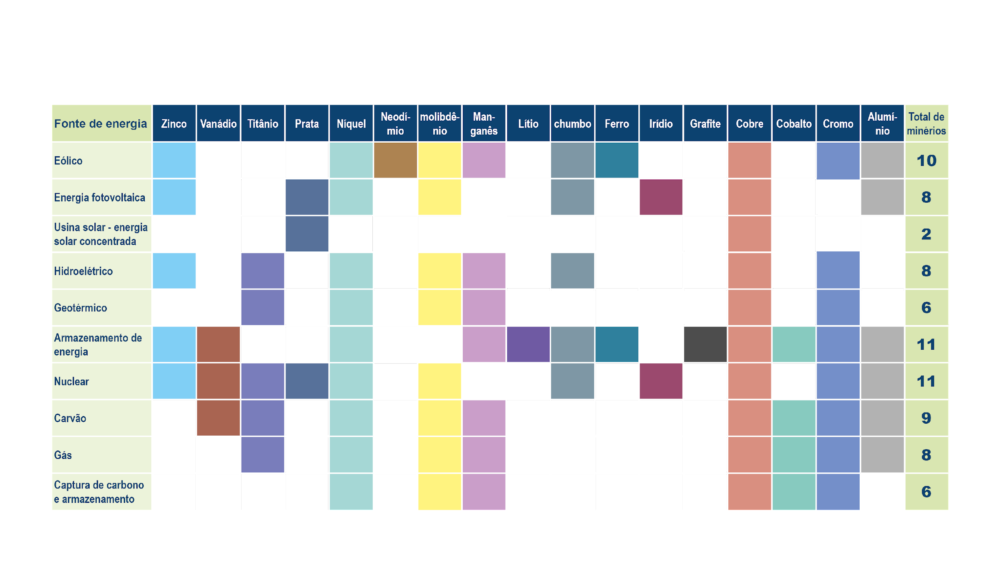 Fonte de energia Zinco Vanádio Titânio Prata Níquel Neodí-
mio molibdê-
nio Man-
ganês Lítio chumbo Ferro Irídio Grafite Cobre Cobalto Cromo Alumí-
nio Total de
minérios
Eólico 10
Energia fotovoltaica 8
Usina solar - energia
solar concentrada 2
Hidroelétrico 8
Geotérmico 6
Armazenamento de
energia 11
Nuclear 11
Carvão 9
Gás 8
Captura de carbono
e armazenamento 6